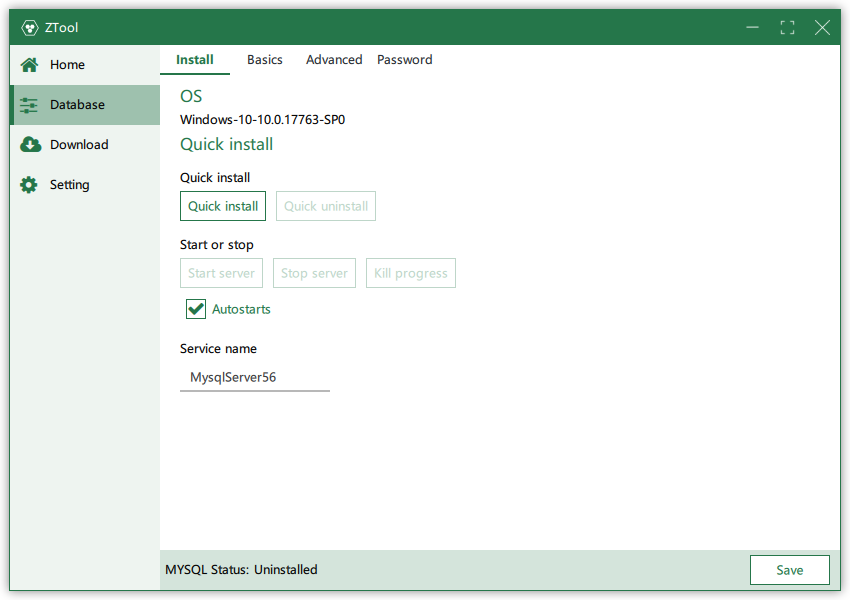 ZTool
Home
Database
Download
Setting
Install Basics Advanced Password
OS
Windows-10-10.0.17763-SP0
Quick install
Quick install
Quick install Quick uninstall
Start or stop
Start server Stop server Kill progress
Autostarts
Service name
MysqlServer56
MYSQL Status: Uninstalled
Save